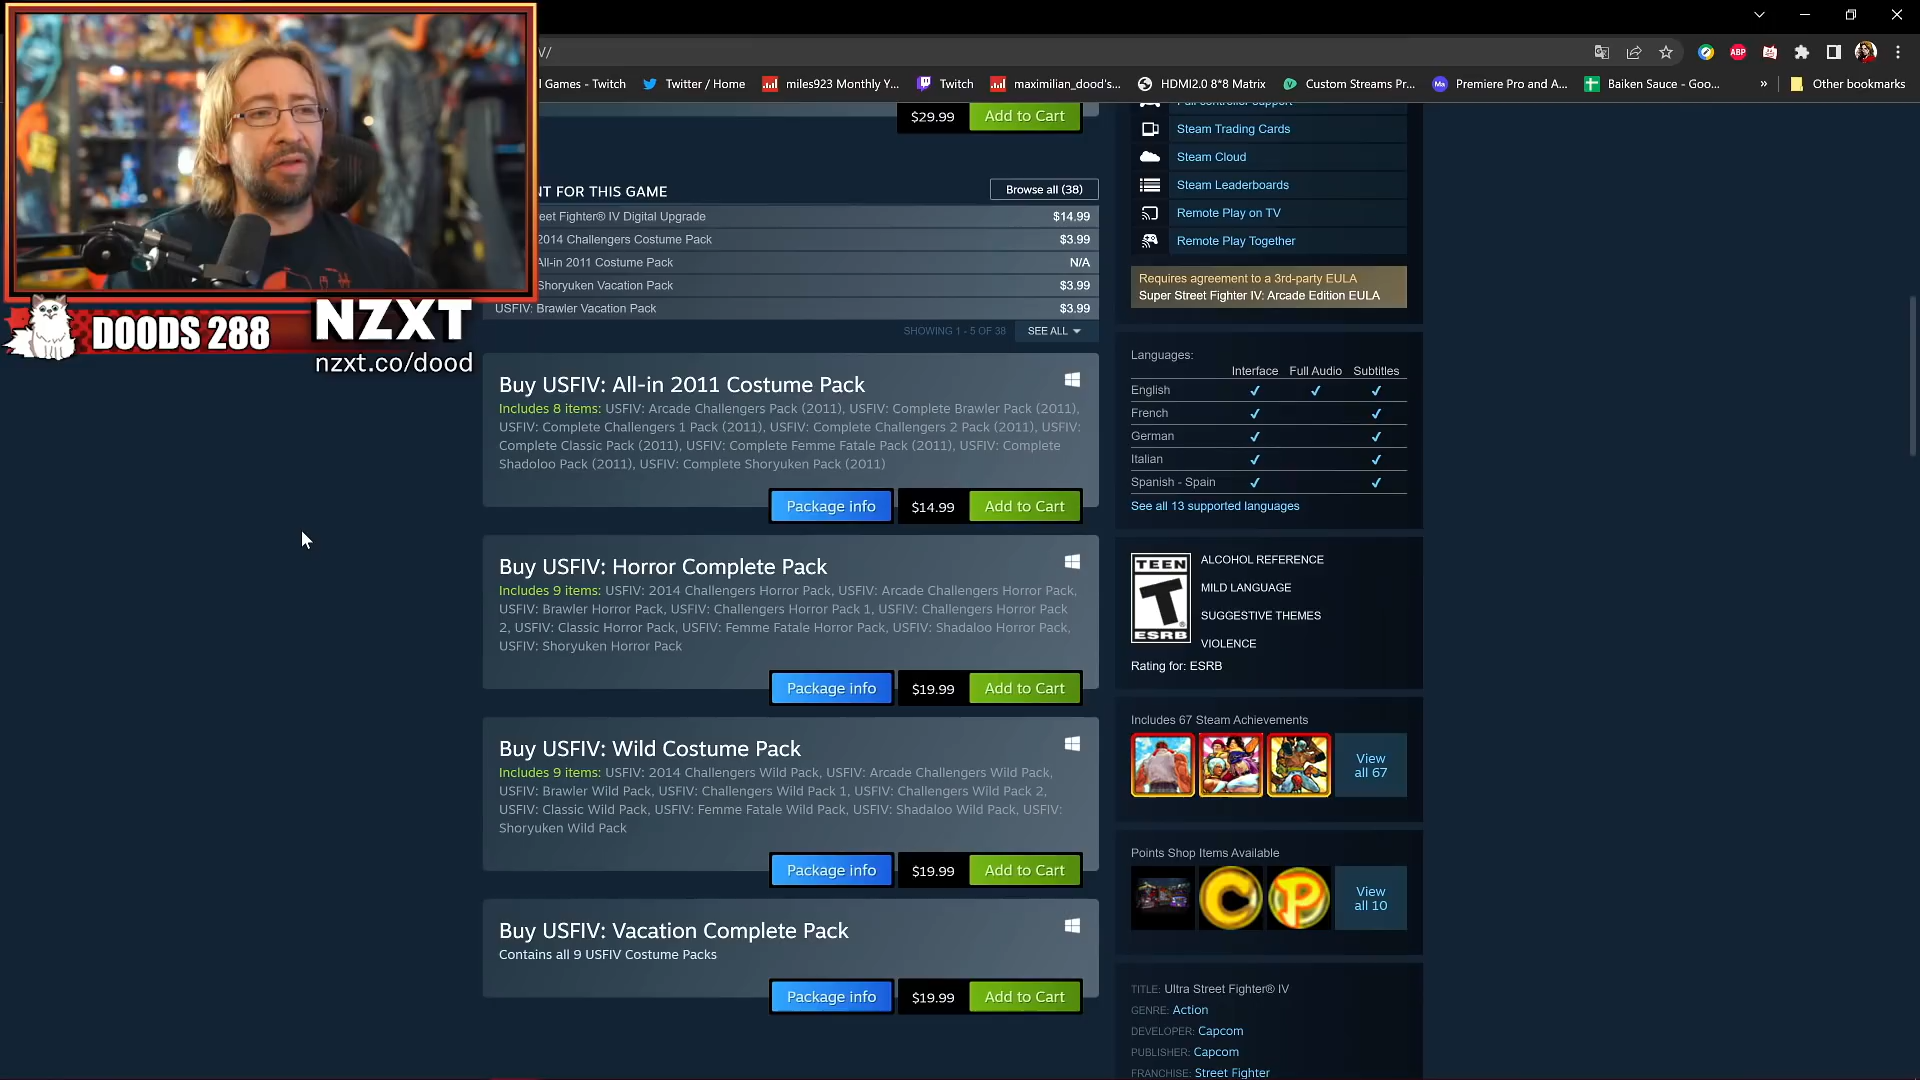 V/
l Games - Twitch
Twitter / Home
miles923 Monthly Y...
Twitch
maximilian_dood's...
HDMI2.0 8*8 Matrix
Custom Streams Pr...
Premiere Pro and A...
Baiken Sauce - Goo...
»
Other bookmarks
ABP
$29.99
Add to Cart
NT FOR THIS GAME
Browse all (38)
eet Fighter® IV Digital Upgrade
$14.99
2014 Challengers Costume Pack
$3.99
All-in 2011 Costume Pack
N/A
Shoryuken Vacation Pack
$3.99
USFIV: Brawler Vacation Pack
$3.99
SHOWING 1 - 5 OF 38
SEE ALL
DOODS 288
NZXT
nzxt.co/dood
Buy USFIV: All-in 2011 Costume Pack
Includes 8 items: USFIV: Arcade Challengers Pack (2011), USFIV: Complete Brawler Pack (2011),
USFIV: Complete Challengers 1 Pack (2011), USFIV: Complete Challengers 2 Pack (2011), USFIV:
Complete Classic Pack (2011), USFIV: Complete Femme Fatale Pack (2011), USFIV: Complete
Shadoloo Pack (2011), USFIV: Complete Shoryuken Pack (2011)
Package info
$14.99
Add to Cart
Buy USFIV: Horror Complete Pack
Includes 9 items: USFIV: 2014 Challengers Horror Pack, USFIV: Arcade Challengers Horror Pack,
USFIV: Brawler Horror Pack, USFIV: Challengers Horror Pack 1, USFIV: Challengers Horror Pack
2, USFIV: Classic Horror Pack, USFIV: Femme Fatale Horror Pack, USFIV: Shadaloo Horror Pack,
USFIV: Shoryuken Horror Pack
Package info
$19.99
Add to Cart
Buy USFIV: Wild Costume Pack
Includes 9 items: USFIV: 2014 Challengers Wild Pack, USFIV: Arcade Challengers Wild Pack,
USFIV: Brawler Wild Pack, USFIV: Challengers Wild Pack 1, USFIV: Challengers Wild Pack 2,
USFIV: Classic Wild Pack, USFIV: Femme Fatale Wild Pack, USFIV: Shadaloo Wild Pack, USFIV:
Shoryuken Wild Pack
Package info
$19.99
Add to Cart
Buy USFIV: Vacation Complete Pack
Contains all 9 USFIV Costume Packs
Package info
$19.99
Add to Cart
Full controller support
Steam Trading Cards
Steam Cloud
Steam Leaderboards
Remote Play on TV
Remote Play Together
Requires agreement to a 3rd-party EULA
Super Street Fighter IV: Arcade Edition EULA
Languages:
Interface Full Audio Subtitles
English ✔ ✔ ✔
French ✔ ✔
German ✔ ✔
Italian ✔ ✔
Spanish - Spain ✔ ✔
See all 13 supported languages
TEEN
T
ESRB
ALCOHOL REFERENCE
MILD LANGUAGE
SUGGESTIVE THEMES
VIOLENCE
Rating for: ESRB
Includes 67 Steam Achievements
View
all 67
Points Shop Items Available
C
P
View
all 10
TITLE: Ultra Street Fighter® IV
GENRE: Action
DEVELOPER: Capcom
PUBLISHER: Capcom
FRANCHISE: Street Fighter